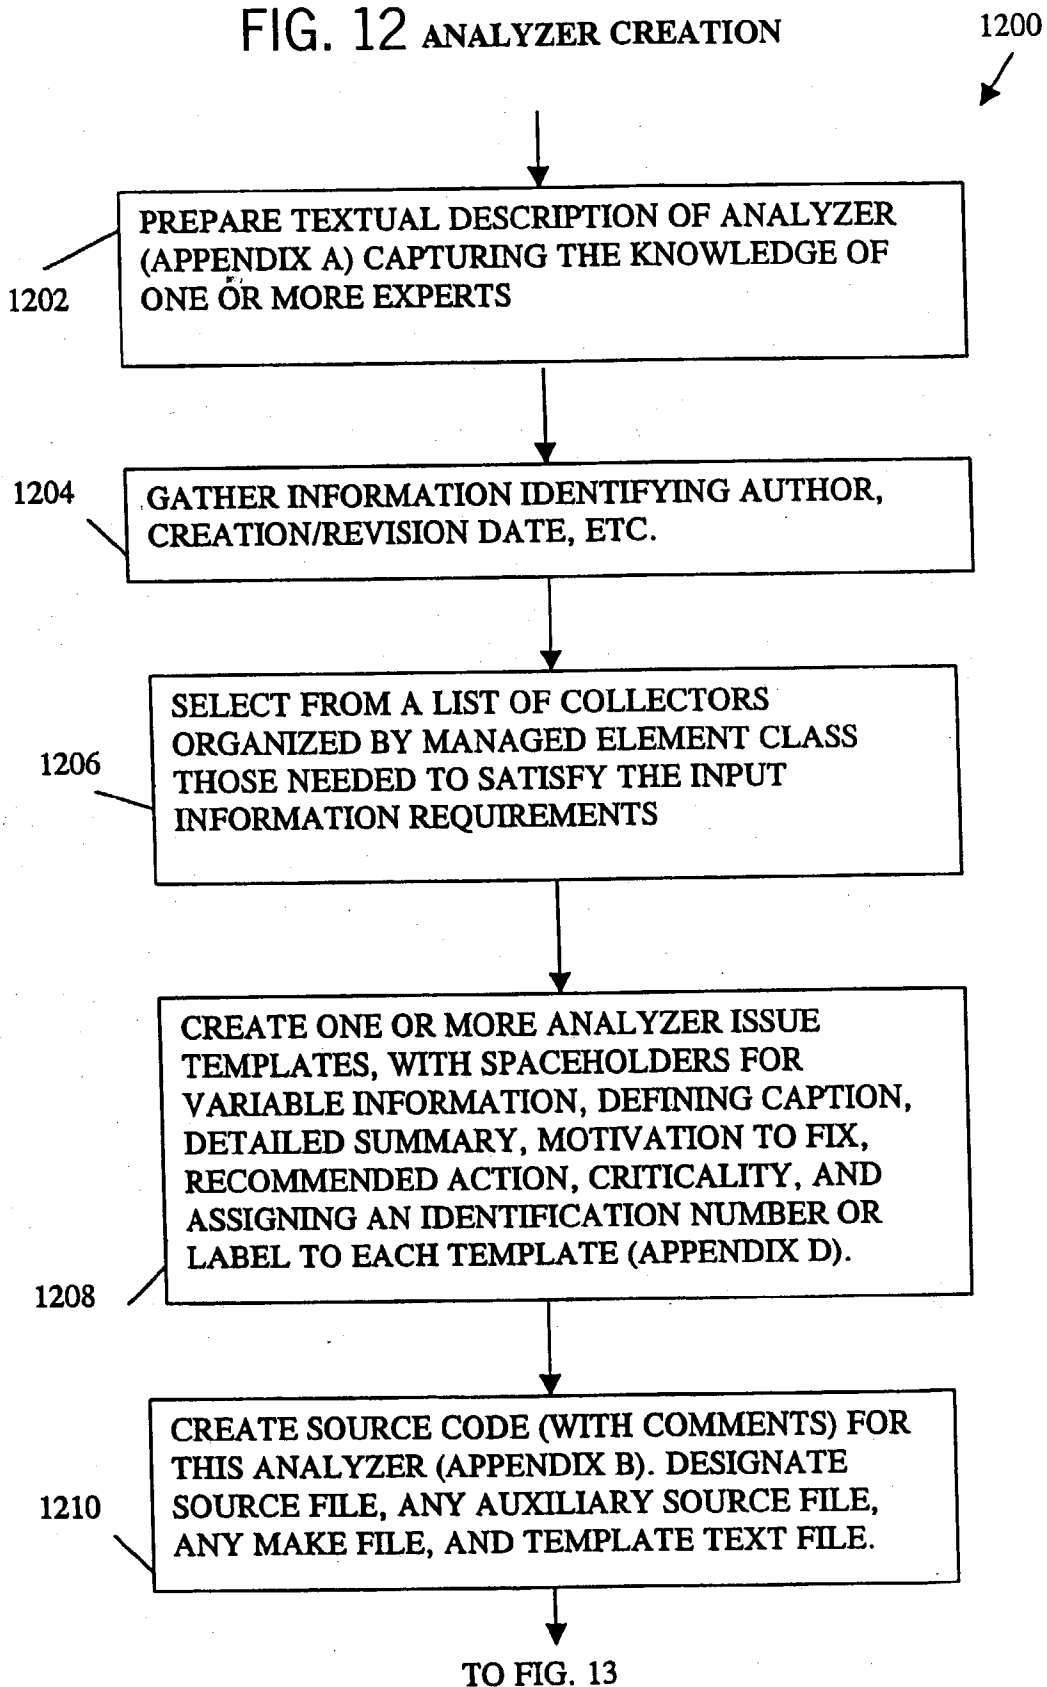 FIG. 12 ANALYZER CREATION
1200
PREPARE TEXTUAL DESCRIPTION OF ANALYZER
(APPENDIX A) CAPTURING THE KNOWLEDGE OF
ONE OR MORE EXPERTS
1202
1204
GATHER INFORMATION IDENTIFYING AUTHOR,
CREATION/REVISION DATE, ETC.
SELECT FROM A LIST OF COLLECTORS
ORGANIZED BY MANAGED ELEMENT CLASS
THOSE NEEDED TO SATISFY THE INPUT
INFORMATION REQUIREMENTS
1206
CREATE ONE OR MORE ANALYZER ISSUE
TEMPLATES, WITH SPACEHOLDERS FOR
VARIABLE INFORMATION, DEFINING CAPTION,
DETAILED SUMMARY, MOTIVATION TO FIX,
RECOMMENDED ACTION, CRITICALITY, AND
ASSIGNING AN IDENTIFICATION NUMBER OR
LABEL TO EACH TEMPLATE (APPENDIX D).
1208
CREATE SOURCE CODE (WITH COMMENTS) FOR
THIS ANALYZER (APPENDIX B). DESIGNATE
SOURCE FILE, ANY AUXILIARY SOURCE FILE,
ANY MAKE FILE, AND TEMPLATE TEXT FILE.
1210
TO FIG. 13